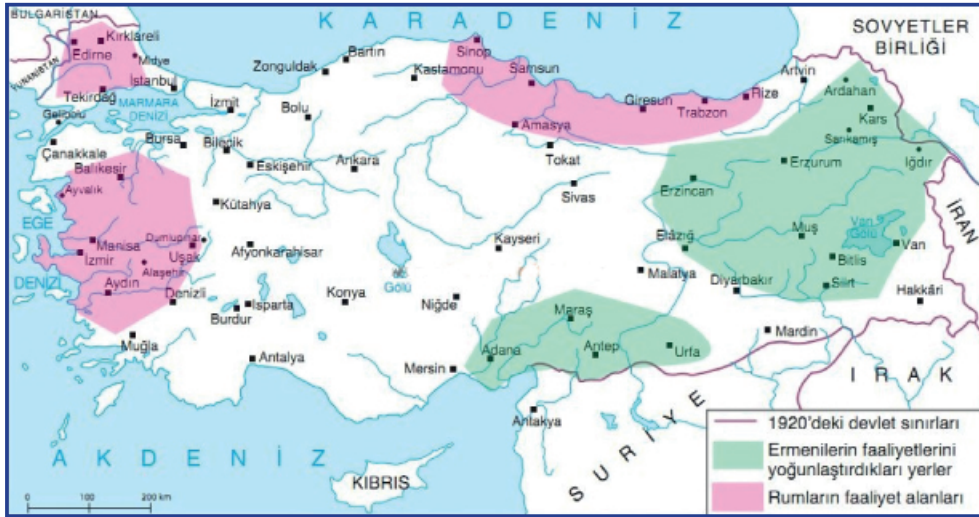 BULGARİSTAN
KARADENİZ
SOVYETLER
BİRLİĞİ
YUNANİSTAN
Kırklareli
Edirne
Midye
İstanbul
Tekirdağ
MARMARA
DENİZİ
Gelibolu
Çanakkale
Zonguldak
Bartın
Kastamonu
Sinop
Samsun
Amasya
Giresun
Trabzon
Rize
Artvin
Ardahan
Kars
Sarıkamış
Iğdır
İzmit
Bolu
Bursa
Bilecik
Eskişehir
Ankara
Tokat
Sivas
Erzincan
Erzurum
İRAN
Balıkesir
Ayvalık
Kütahya
EGE
DENİZİ
Manisa
İzmir
Dumlupınar
Uşak
Alaşehir
Aydın
Denizli
Muğla
Afyonkarahisar
Isparta
Burdur
Antalya
Konya
Gölü
Kayseri
Niğde
Mersin
Adana
Maraş
Antep
Urfa
Malatya
Elazığ
Diyarbakır
Muş
Van
Gölü
Van
Bitlis
Siirt
Hakkâri
Mardin
Antakya
AKDENİZ
KIBRIS
SURİYE
IRAK
0 100 200 km
1920'deki devlet sınırları
Ermenilerin faaliyetlerini
yoğunlaştırdıkları yerler
Rumların faaliyet alanları